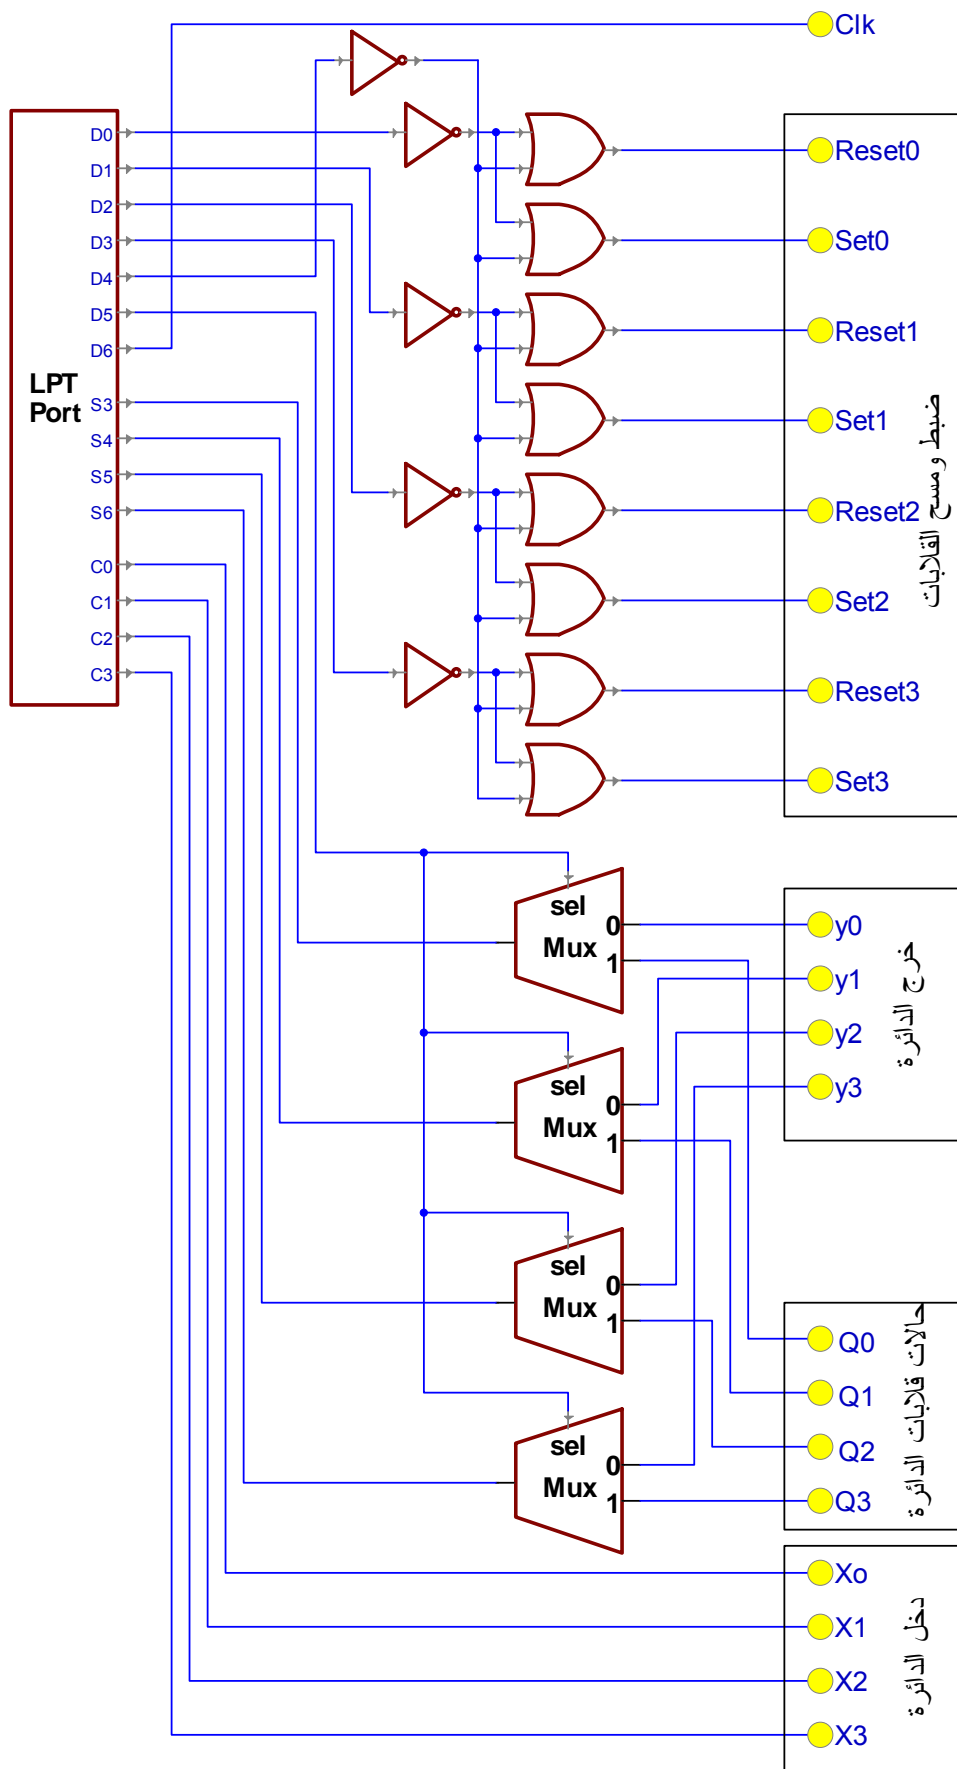 Clk
LPT
Port
D0
D1
D2
D3
D4
D5
D6
S3
S4
S5
S6
C0
C1
C2
C3
Reset0
Set0
Reset1
Set1
Reset2
Set2
Reset3
Set3
ضبط ومسح القلابات
sel
Mux
0
1
sel
Mux
0
1
sel
Mux
0
1
sel
Mux
0
1
y0
y1
y2
y3
خرج الدائرة
Q0
Q1
Q2
Q3
حالات قلابات الدائرة
Xo
X1
X2
X3
دخل الدائرة